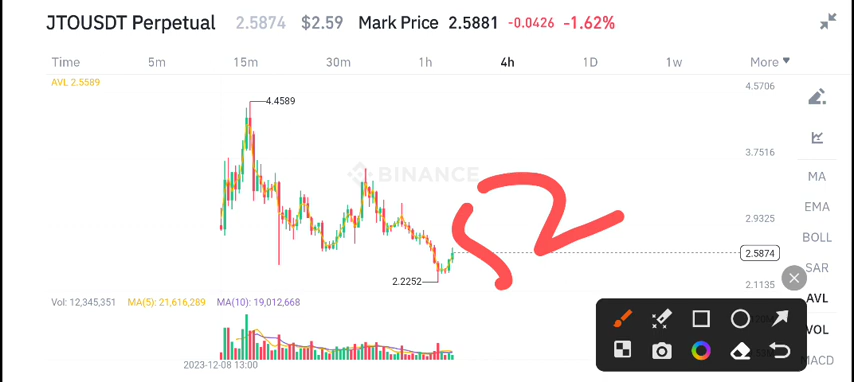 JTOUSDT Perpetual 2.5874 $2.59 Mark Price 2.5881 -0.0426 -1.62%
Time 5m 15m 30m 1h 4h 1D 1w More
AVL 2.5589
4.5706
4.4589
3.7516
BINANCE
MA
EMA
2.9325
BOLL
2.5874
SAR
2.2252
2.1135
AVL
Vol: 12,345,351 MA(5): 21,616,289 MA(10): 19,012,668
VOL
MACD
2023-12-08 13:00